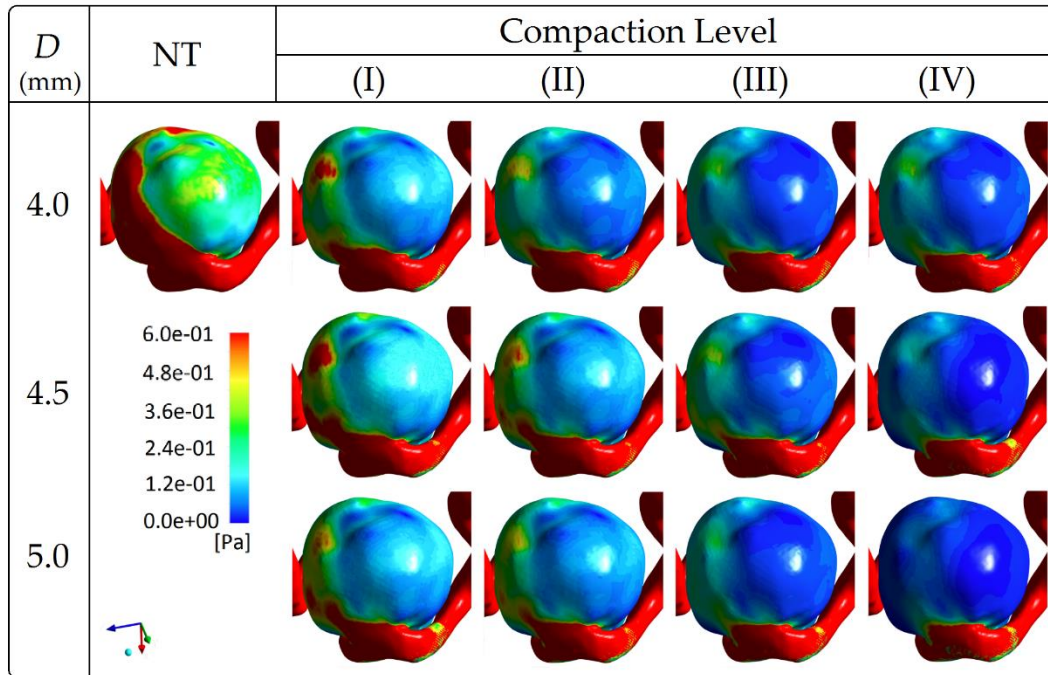 D
(mm)
NT
Compaction Level
(I)
(II)
(III)
(IV)
4.0
4.5
5.0
6.0e-01
4.8e-01
3.6e-01
2.4e-01
1.2e-01
0.0e+00
[Pa]